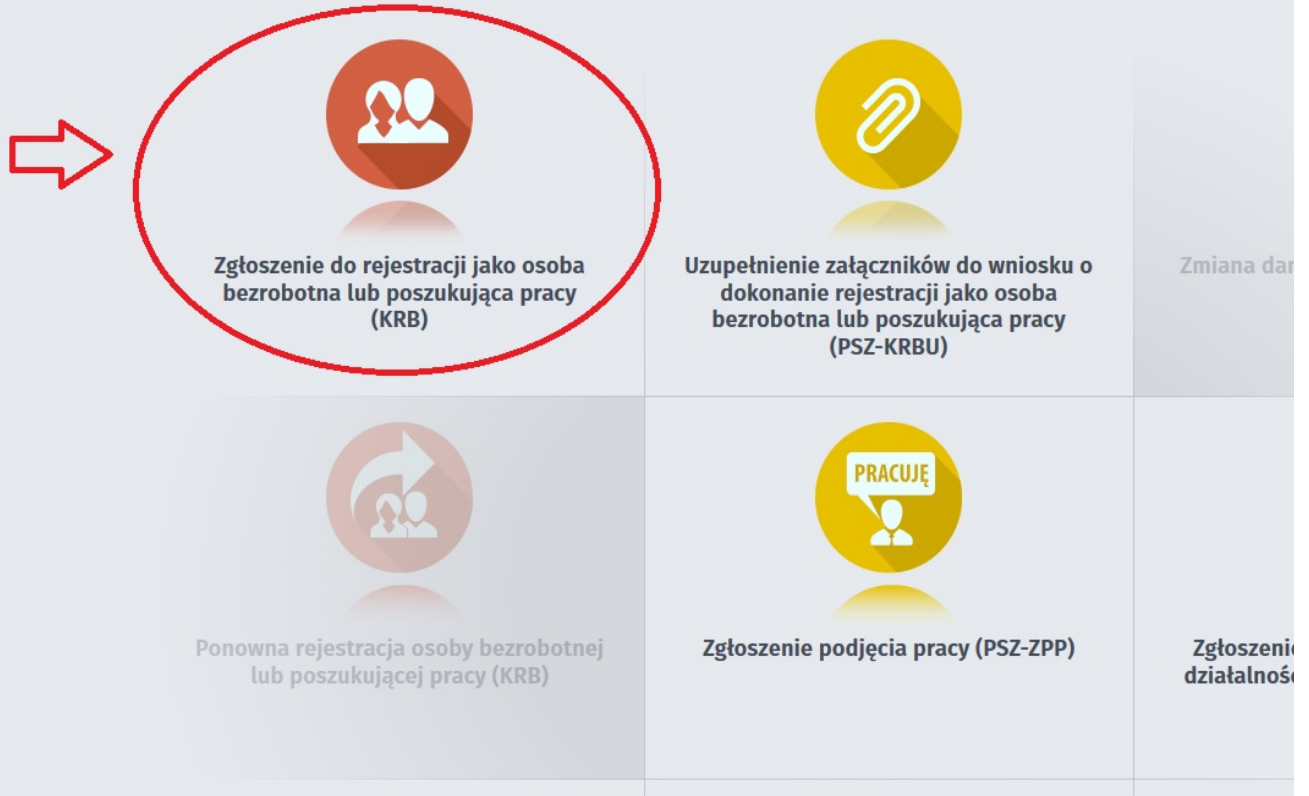 Zgłoszenie do rejestracji jako osoba
bezrobotna lub poszukująca pracy
(KRB)
Uzupełnienie załączników do wniosku o
dokonanie rejestracji jako osoba
bezrobotna lub poszukująca pracy
(PSZ-KRBU)
Zmiana
Ponowna rejestracja osoby bezrobotnej
lub poszukującej pracy (KRB)
PRACUJĘ
Zgłoszenie podjęcia pracy (PSZ-ZPP)